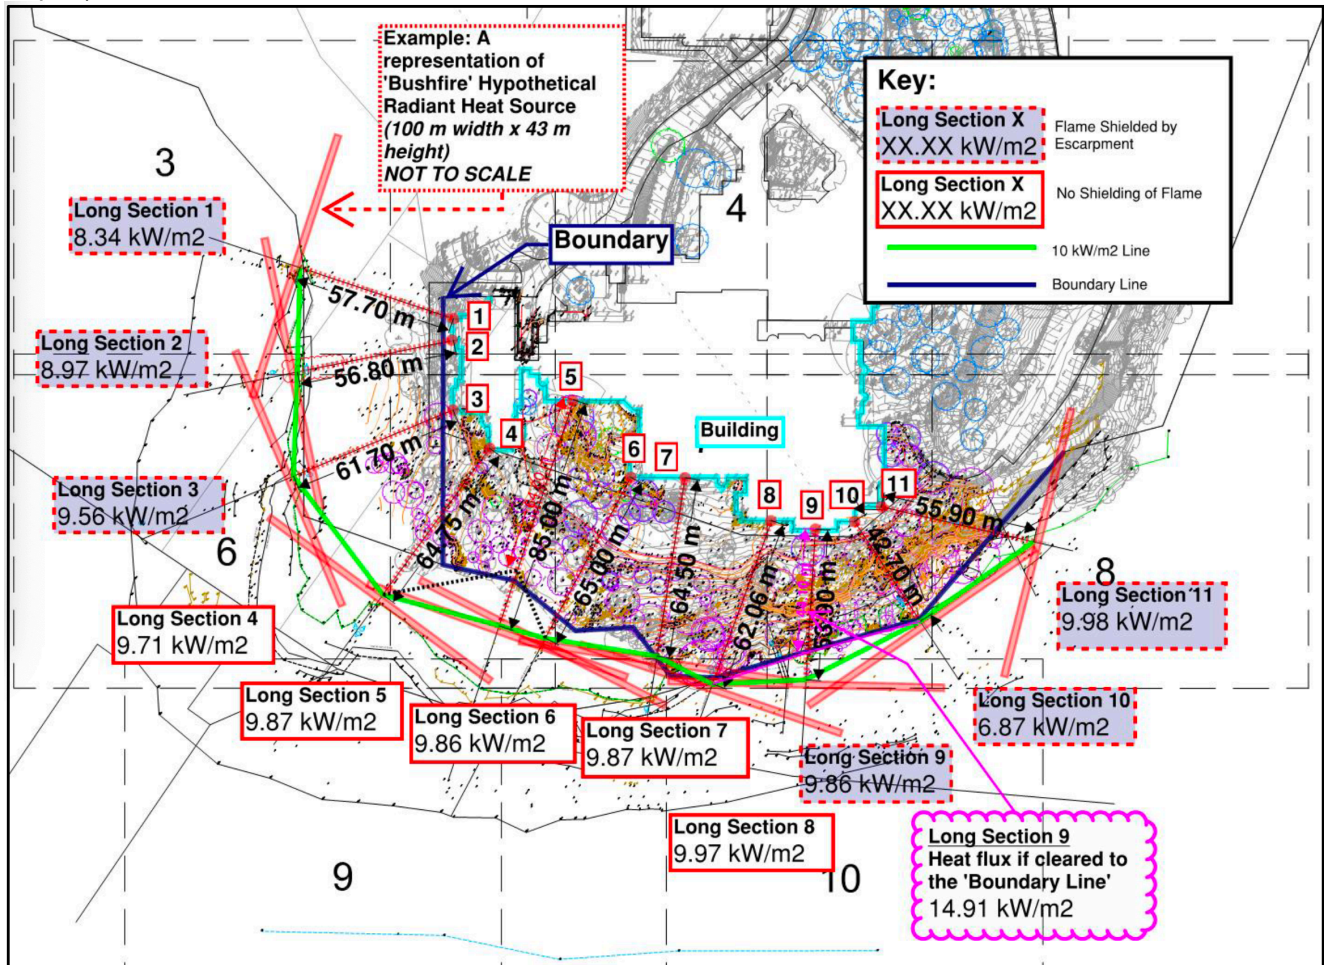 Example: A
representation of
'Bushfire' Hypothetical
Radiant Heat Source
(100 m width x 43 m
height)
NOT TO SCALE
Key:
Long Section X
XX.XX kW/m2
Flame Shielded by
Escarpment
Long Section X
XX.XX kW/m2
No Shielding of Flame
10 kW/m2 Line
Boundary Line
3
4
Long Section 1
8.34 kW/m2
Boundary
57.70 m
1
2
Long Section 2
8.97 kW/m2
56.80 m
3
5
4
Building
6
7
61.70 m
Long Section 3
9.56 kW/m2
8
9
10
11
55.90 m
64.75 m
85.00 m
65.00 m
64.50 m
62.06 m
42.70 m
6
8
Long Section 11
9.98 kW/m2
Long Section 4
9.71 kW/m2
Long Section 5
9.87 kW/m2
Long Section 6
9.86 kW/m2
Long Section 7
9.87 kW/m2
Long Section 10
6.87 kW/m2
Long Section 9
9.86 kW/m2
Long Section 8
9.97 kW/m2
9
10
Long Section 9
Heat flux if cleared to
the 'Boundary Line'
14.91 kW/m2